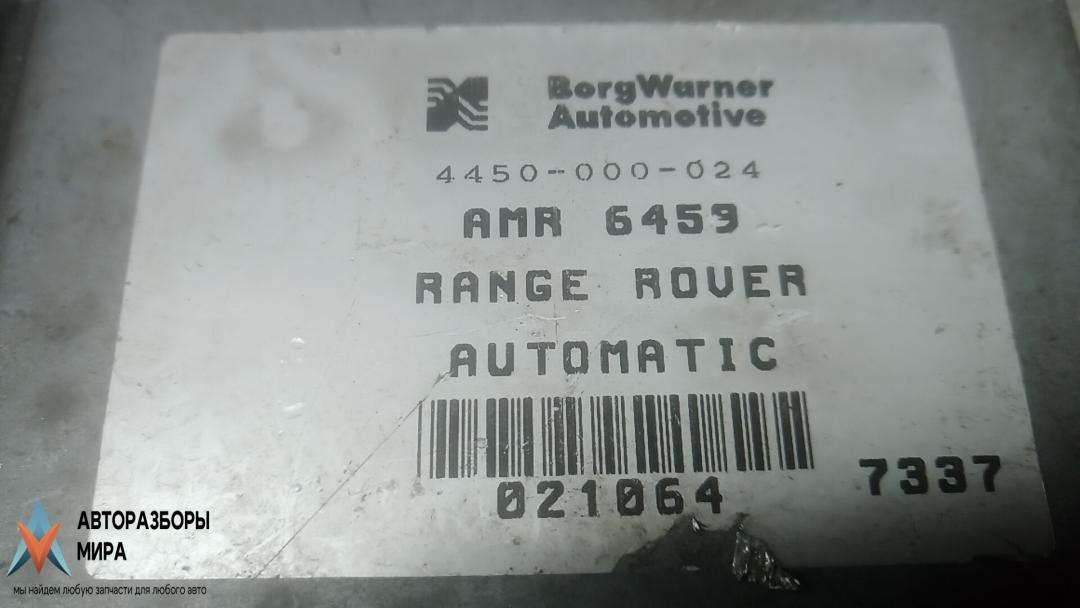 BorgWarner
Automotive
4450-000-024
AMR 6459
RANGE ROVER
AUTOMATIC
021064
7337
АВТОРАЗБОРЫ
МИРА
мы найдем любую запчасти для любого авто